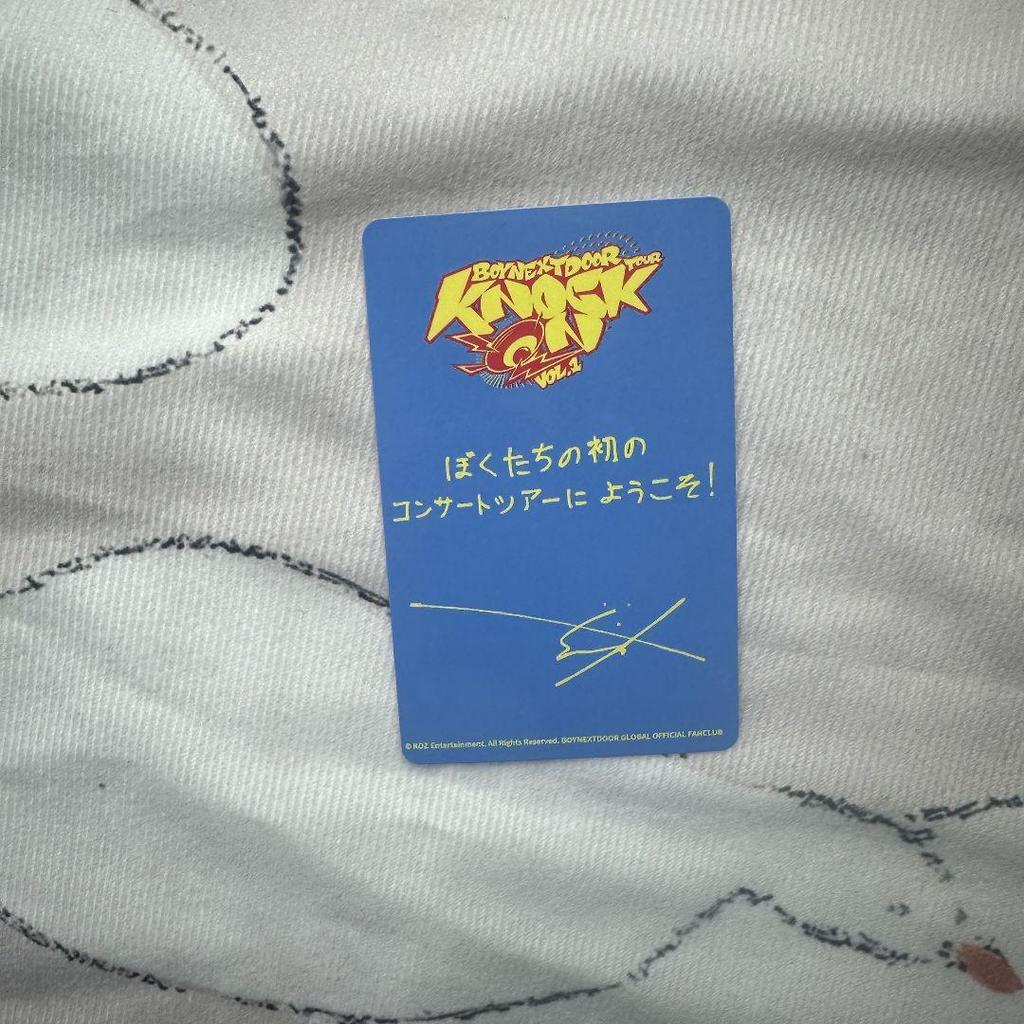 BOYNEXTDOOR TOUR
KNOCK
ON
VOL.1
ぼくたちの初の
コンサートツアーに ようこそ!
© KOZ Entertainment. All Rights Reserved. BOYNEXTDOOR GLOBAL OFFICIAL FANCLUB